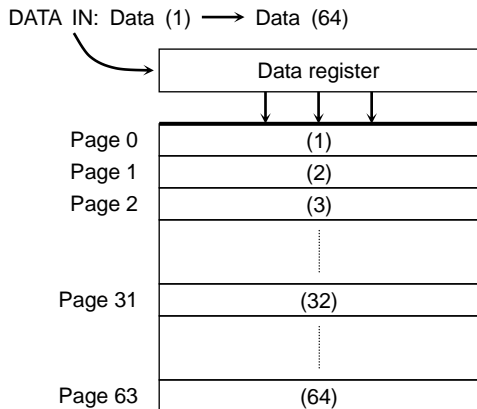 DATA IN: Data (1) Data (64)
Data register
Page 0 (1)
Page 1 (2)
Page 2 (3)
Page 31 (32)
Page 63 (64)